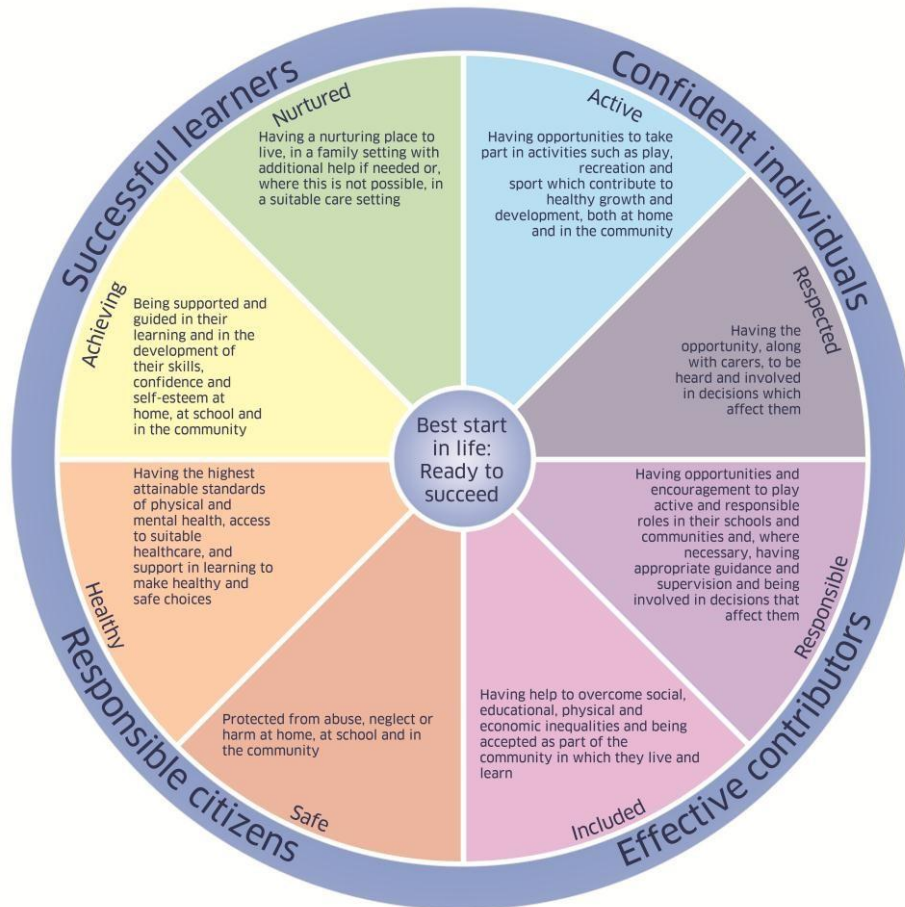 Successful learners
Confident individuals
Nurtured
Having a nurturing place to
live, in a family setting with
additional help if needed or,
where this is not possible, in
a suitable care setting
Active
Having opportunities to take
part in activities such as play,
recreation and
sport which contribute to
healthy growth and
development, both at home
and in the community
Achieving
Being supported and
guided in their
learning and in the
development of
their skills,
confidence and
self-esteem at
home, at school and
in the community
Respected
Having the
opportunity, along
with carers, to be
heard and involved
in decisions which
affect them
Best start
in life:
Ready to
succeed
Healthy
Having the highest
attainable standards
of physical and
mental health, access
to suitable
healthcare, and
support in learning to
make healthy and
safe choices
Responsible
Having opportunities and
encouragement to play
active and responsible
roles in their schools and
communities and, where
necessary, having
appropriate guidance and
supervision and being
involved in decisions that
affect them
Protected from abuse, neglect or
harm at home, at school and in
the community
Safe
Having help to overcome social,
educational, physical and
economic inequalities and being
accepted as part of the
community in which they live and
learn
Included
Responsible citizens
Effective contributors